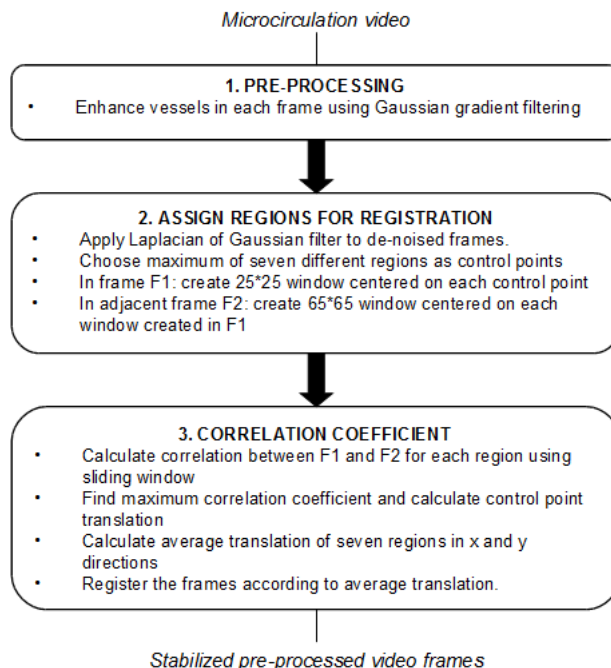 Microcirculation video
1. PRE-PROCESSING
• Enhance vessels in each frame using Gaussian gradient filtering
2. ASSIGN REGIONS FOR REGISTRATION
• Apply Laplacian of Gaussian filter to de-noised frames.
• Choose maximum of seven different regions as control points
• In frame F1: create 25*25 window centered on each control point
• In adjacent frame F2: create 65*65 window centered on each
window created in F1
3. CORRELATION COEFFICIENT
• Calculate correlation between F1 and F2 for each region using
sliding window
• Find maximum correlation coefficient and calculate control point
translation
• Calculate average translation of seven regions in x and y
directions
• Register the frames according to average translation.
Stabilized pre-processed video frames